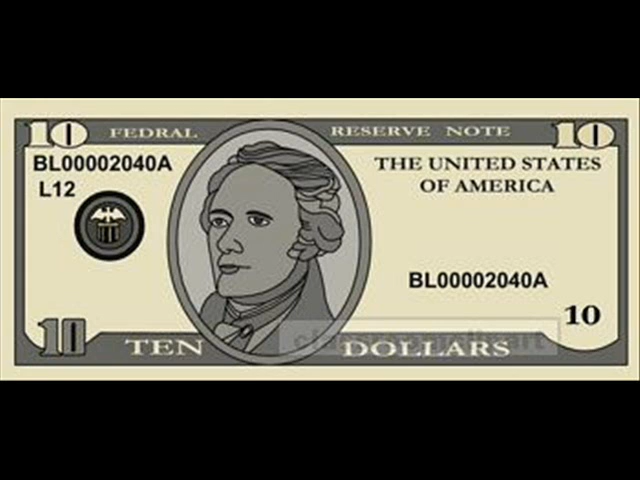 10 FEDRAL RESERVE NOTE 10
BL00002040A
L12
THE UNITED STATES
OF AMERICA
BL00002040A
10
10 TEN DOLLARS